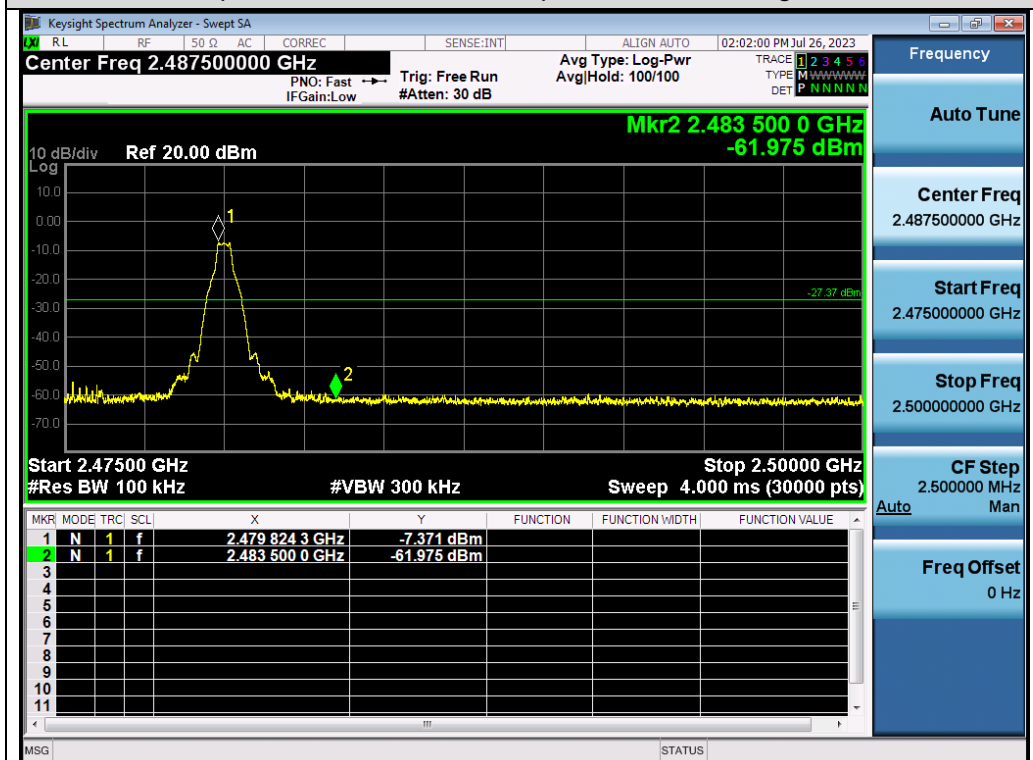 Keysight Spectrum Analyzer - Swept SA
LXI RL RF 50 Ω AC CORREC SENSE:INT ALIGN AUTO 02:02:00 PM Jul 26, 2023
Center Freq 2.487500000 GHz
PNO: Fast
IFGain:Low
Trig: Free Run
#Atten: 30 dB
Avg Type: Log-Pwr
Avg|Hold: 100/100
TRACE 1 2 3 4 5 6
TYPE M WWWWW
DET P N N N N N
Mkr2 2.483 500 0 GHz
-61.975 dBm
10 dB/div Ref 20.00 dBm
Log
10.0
0.00
-10.0
-20.0
-30.0
-40.0
-50.0
-60.0
-70.0
1
-27.37 dBm
2
Start 2.47500 GHz Stop 2.50000 GHz
#Res BW 100 kHz #VBW 300 kHz Sweep 4.000 ms (30000 pts)
MKR MODE TRC SCL X Y FUNCTION FUNCTION WIDTH FUNCTION VALUE
1 N 1 f 2.479 824 3 GHz -7.371 dBm
2 N 1 f 2.483 500 0 GHz -61.975 dBm
3
4
5
6
7
8
9
10
11
MSG STATUS
Frequency
Auto Tune
Center Freq
2.487500000 GHz
Start Freq
2.475000000 GHz
Stop Freq
2.500000000 GHz
CF Step
2.500000 MHz
Auto Man
Freq Offset
0 Hz